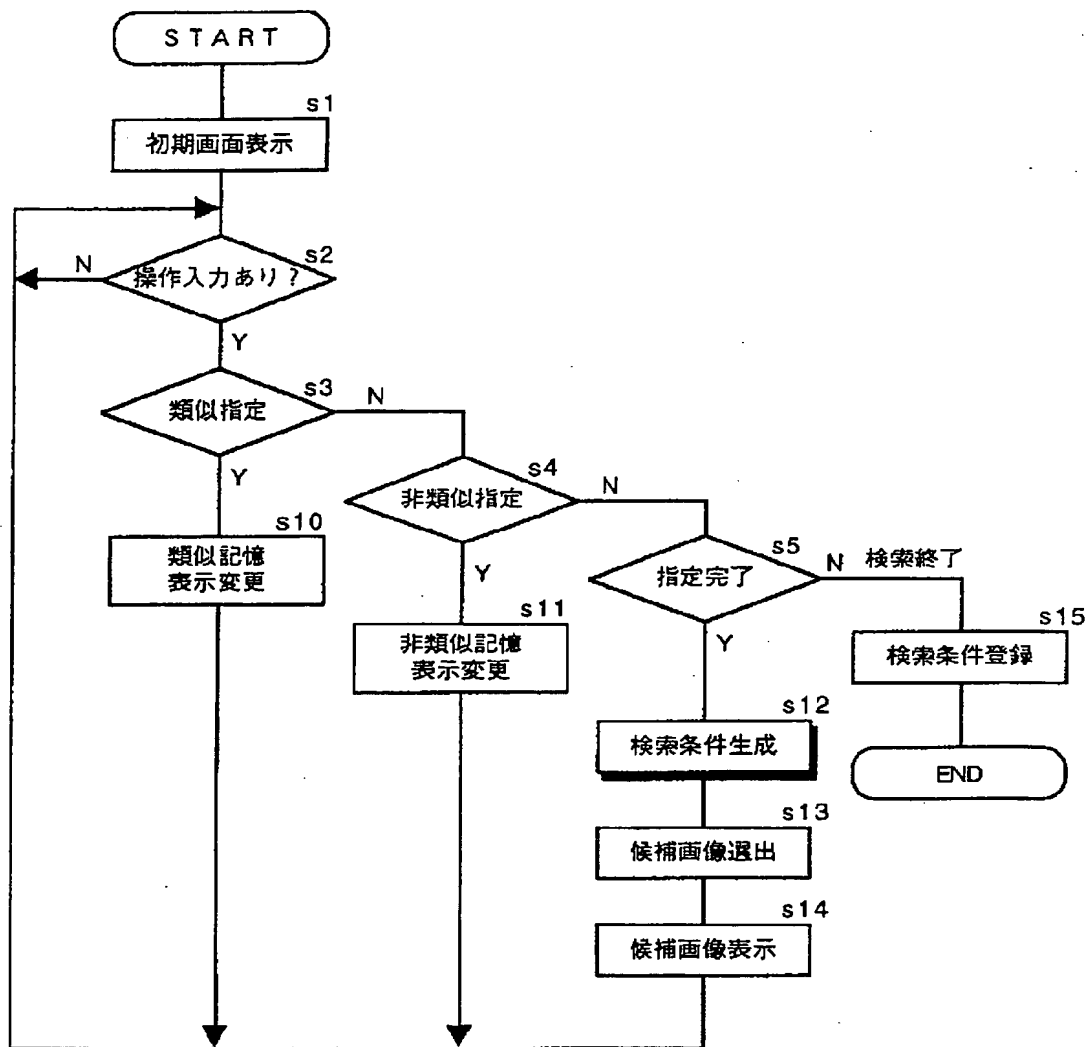 START
s1
初期画面表示
s2
N
操作入力あり?
Y
s3
類似指定
N
Y
s4
非類似指定
N
Y
s10
類似記憶
表示変更
s5
指定完了
N 検索終了
Y
s11
非類似記憶
表示変更
s15
検索条件登録
s12
検索条件生成
END
s13
候補画像選出
s14
候補画像表示